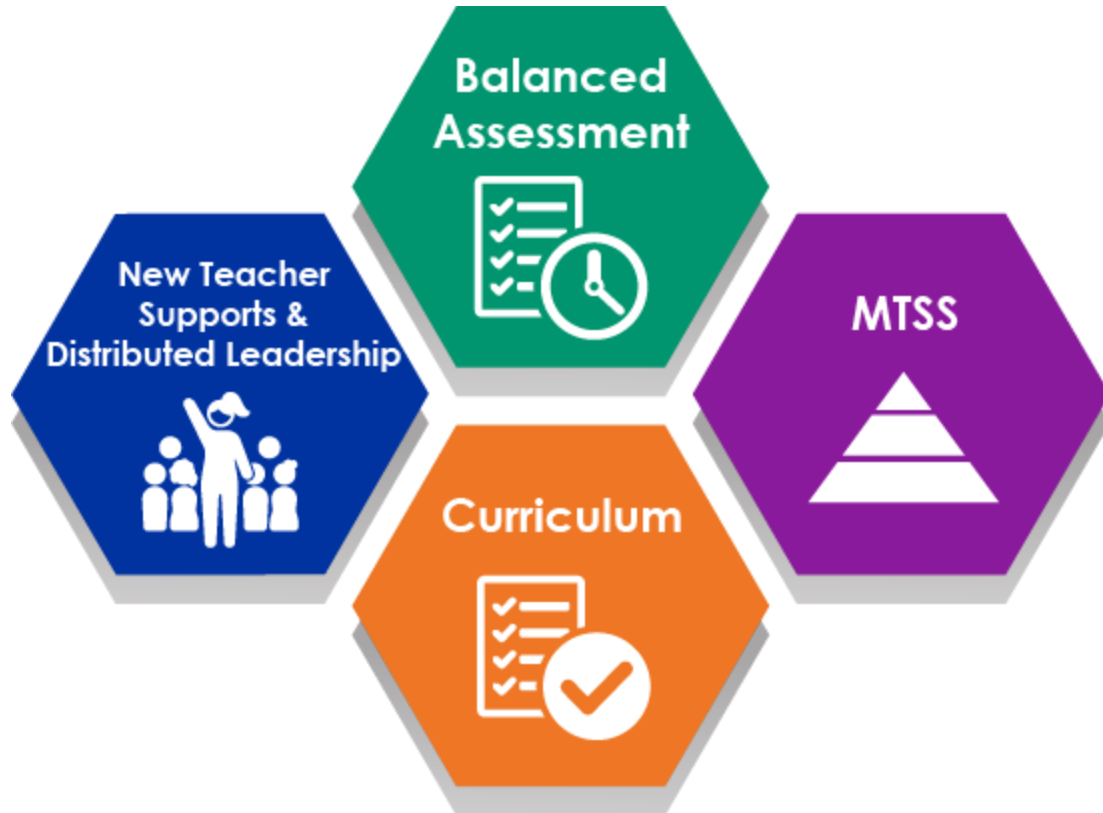 Balanced
Assessment
New Teacher
Supports &
Distributed Leadership
MTSS
Curriculum